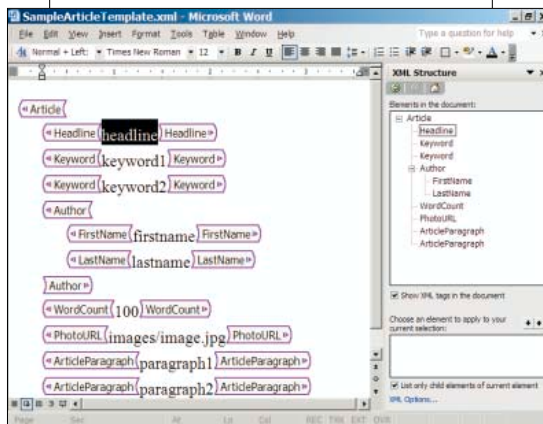 SampleArticleTemplate.xml - Microsoft Word
File Edit View Insert Format Tools Table Window Help Type a question for help
Normal + Left: Times New Roman 12 B I U
XML Structure
Elements in the document:
Article
Headline
Keyword
Keyword
Author
FirstName
LastName
WordCount
PhotoURL
ArticleParagraph
ArticleParagraph
Show XML tags in the document
Choose an element to apply to your
current selection:
List only child elements of current element
XML Options...
Article
Headline headline Headline
Keyword keyword1 Keyword
Keyword keyword2 Keyword
Author
FirstName firstname FirstName
LastName lastname LastName
Author
WordCount 100 WordCount
PhotoURL images/image.jpg PhotoURL
ArticleParagraph paragraph1 ArticleParagraph
ArticleParagraph paragraph2 ArticleParagraph
Page Sec At Ln Col REC TRK EXT OVR